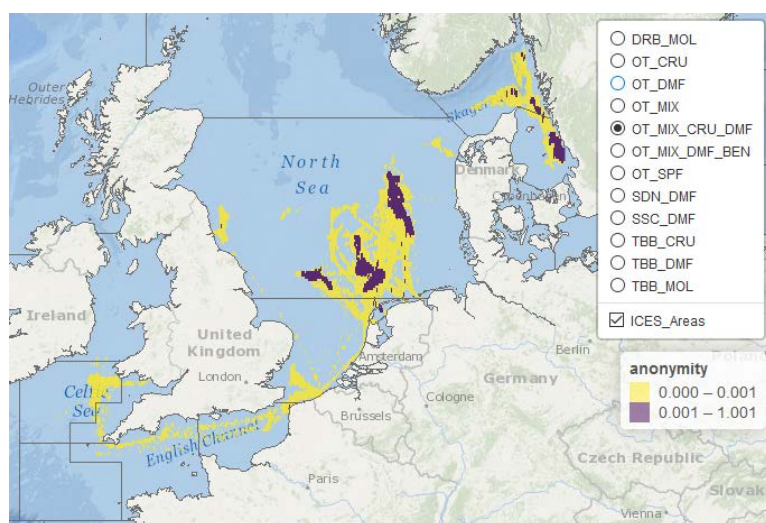 Outer
Hebrides
North
Sea
Skag
Denmark
Copenhagen
Ireland
United
Kingdom
London
Amsterdam
Berlin
Germany
Celtic
Sea
English Channel
Brussels
Cologne
Paris
Czech Republic
Slovak
Vienna
DRB_MOL
OT_CRU
OT_DMF
OT_MIX
OT_MIX_CRU_DMF
OT_MIX_DMF_BEN
OT_SPF
SDN_DMF
SSC_DMF
TBB_CRU
TBB_DMF
TBB_MOL
ICES_Areas
anonymity
0.000 – 0.001
0.001 – 1.001